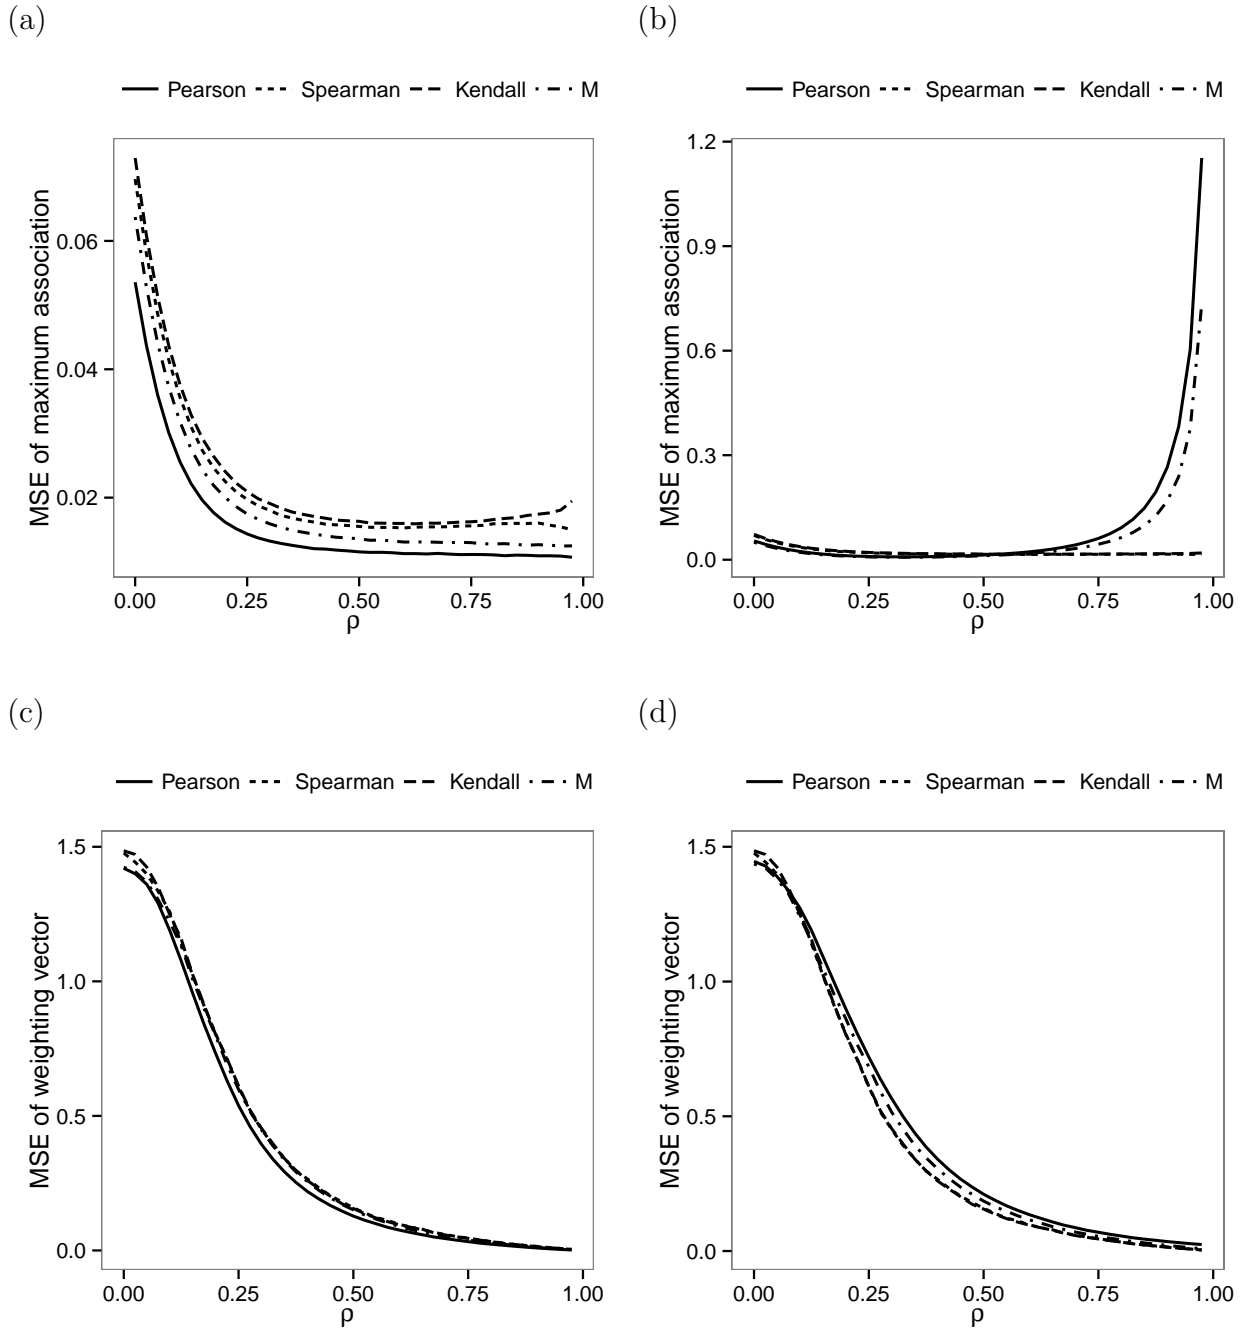 (a)
Pearson Spearman Kendall M
MSE of maximum association
0.06
0.04
0.02
0.00 0.25 0.50 0.75 1.00
ρ
(b)
Pearson Spearman Kendall M
MSE of maximum association
1.2
0.9
0.6
0.3
0.0
0.00 0.25 0.50 0.75 1.00
ρ
(c)
Pearson Spearman Kendall M
MSE of weighting vector
1.5
1.0
0.5
0.0
0.00 0.25 0.50 0.75 1.00
ρ
(d)
Pearson Spearman Kendall M
MSE of weighting vector
1.5
1.0
0.5
0.0
0.00 0.25 0.50 0.75 1.00
ρ